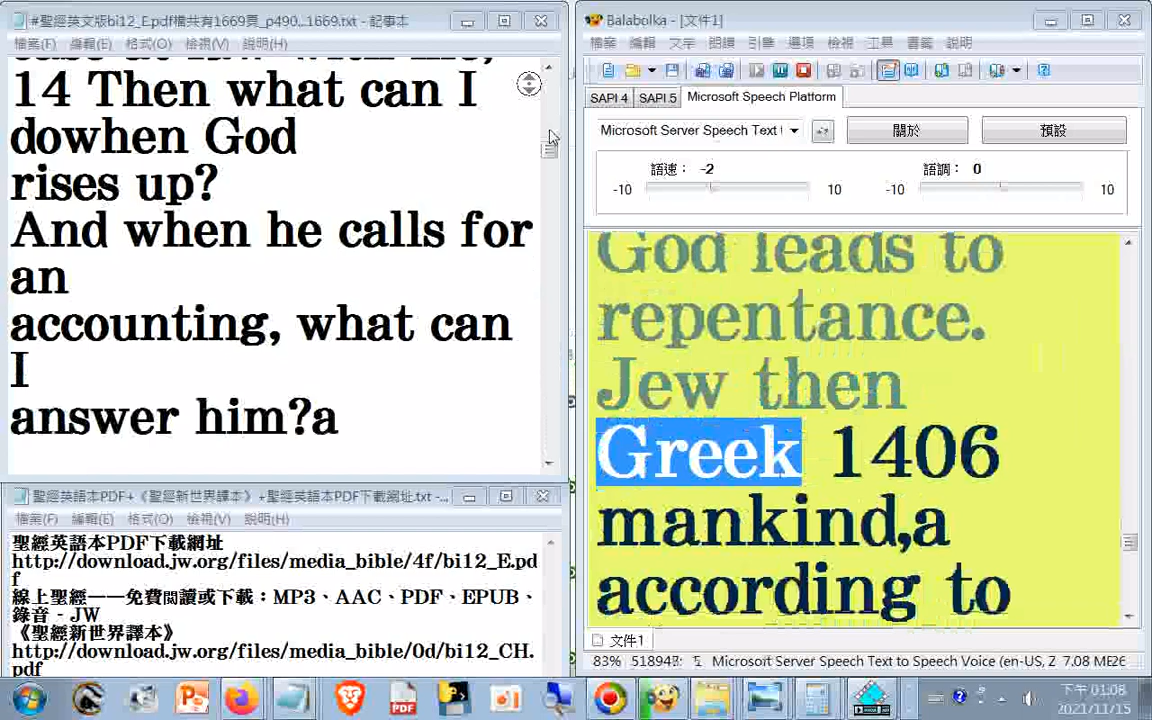 #聖經英文版bi12_E.pdf檔共有1669頁_p490,..1669.txt - 記事本
檔案(F) 編輯(E) 格式(O) 檢視(V) 說明(H)
14 Then what can I
dowhen God
rises up?
And when he calls for
an
accounting, what can
I
answer him?a
聖經英語本PDF+《聖經新世界譯本》+聖經英語本PDF下載網址.txt - ...
檔案(F) 編輯(E) 格式(O) 檢視(V) 說明(H)
聖經英語本PDF下載網址
http://download.jw.org/files/media_bible/4f/bi12_E.pd
f
線上聖經——免費閱讀或下載：MP3、AAC、PDF、EPUB、
錄音 - JW
《聖經新世界譯本》
http://download.jw.org/files/media_bible/0d/bi12_CH.
pdf
Balabolka - [文件1]
檔案 編輯 文字 朗讀 引擎 選項 檢視 工具 書籤 說明
SAPI 4 SAPI 5 Microsoft Speech Platform
Microsoft Server Speech Text t 關於 預設
語速： -2 語調： 0
-10 10 -10 10
God leads to
repentance.
Jew then
Greek 1406
mankind,a
according to
文件1
83% Microsoft Server Speech Text to Speech Voice (en-US, Z 7.08 ME
下午 01:08
2021/11/15